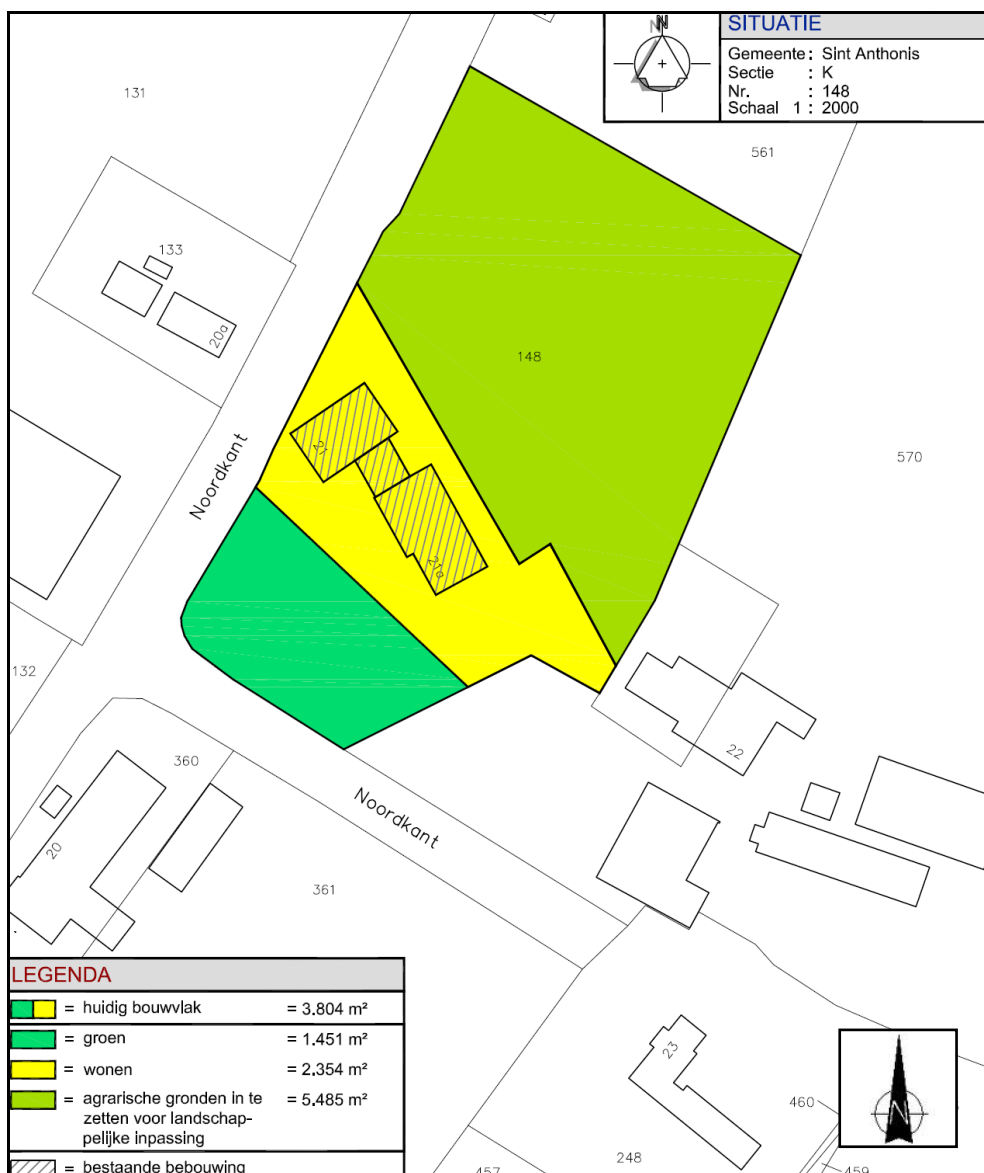 N
SITUATIE
Gemeente : Sint Anthonis
Sectie : K
Nr. : 148
Schaal 1 : 2000
131
561
133
20a
148
21
570
Noordkant
21a
132
22
360
Noordkant
20
361
LEGENDA
= huidig bouwvlak = 3.804 m²
= groen = 1.451 m²
= wonen = 2.354 m²
= agrarische gronden in te = 5.485 m²
zetten voor landschap-
pelijke inpassing
= bestaande bebouwing
23
N
460
248
457
459